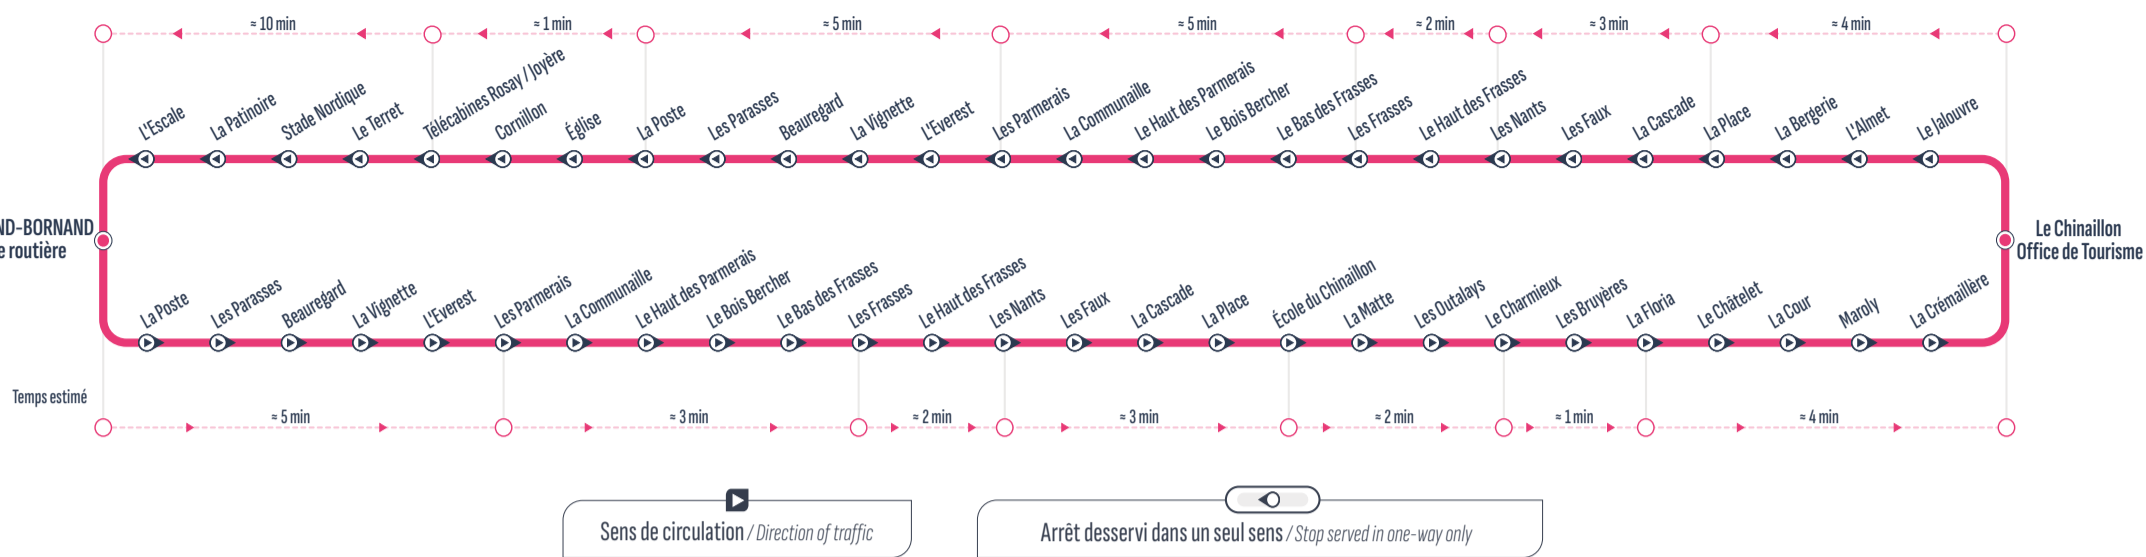 ≈ 10 min
≈ 1 min
≈ 5 min
≈ 5 min
≈ 2 min
≈ 3 min
≈ 4 min
L'Escale
La Patinoire
Stade Nordique
Le Terret
Télécabines Rosay / Joyère
Cornillon
Église
La Poste
Les Parasses
Beauregard
La Vignette
L'Everest
Les Parmerais
La Communaille
Le Haut des Parmerais
Le Bois Bercher
Le Bas des Frasses
Les Frasses
Le Haut des Frasses
Les Nants
Les Faux
La Cascade
La Place
La Bergerie
L'Almet
Le Jalouvre
ND-BORNAND
e routière
Le Chinaillon
Office de Tourisme
La Poste
Les Parasses
Beauregard
La Vignette
L'Everest
Les Parmerais
La Communaille
Le Haut des Parmerais
Le Bois Bercher
Le Bas des Frasses
Les Frasses
Le Haut des Frasses
Les Nants
Les Faux
La Cascade
La Place
École du Chinaillon
La Matte
Les Outalays
Le Charmieux
Les Bruyères
La Floria
Le Châtelet
La Cour
Maroly
La Crémaillère
Temps estimé
≈ 5 min
≈ 3 min
≈ 2 min
≈ 3 min
≈ 2 min
≈ 1 min
≈ 4 min
Sens de circulation / Direction of traffic
Arrêt desservi dans un seul sens / Stop served in one-way only